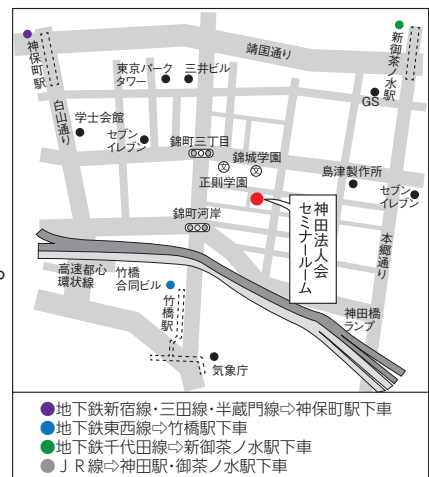 神保町駅
靖国通り
新御茶ノ水駅
東京パーク
タワー
三井ビル
GS
白山通り
学士会館
セブン
イレブン
錦町三丁目
錦城学園
文
文
正則学園
島津製作所
セブン
イレブン
錦町河岸
神田法人会
セミナールーム
本郷通り
高速都心
環状線
竹橋
合同ビル
竹橋駅
神田橋
ランプ
気象庁
●地下鉄新宿線・三田線・半蔵門線⇨神保町駅下車
●地下鉄東西線⇨竹橋駅下車
●地下鉄千代田線⇨新御茶ノ水駅下車
●ＪＲ線⇨神田駅・御茶ノ水駅下車